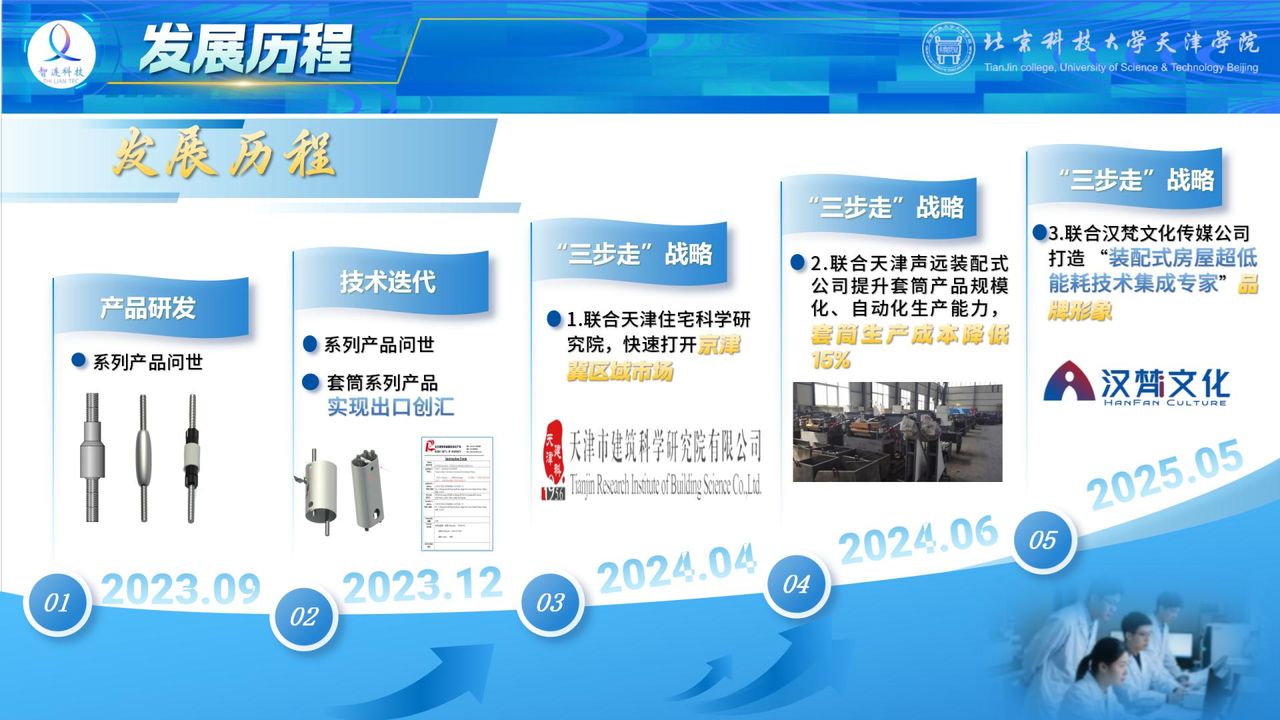 智连科技
ZHI LIAN TEC
发展历程
北京科技大学天津学院
TianJin college, University of Science & Technology Beijing
发展历程
产品研发
系列产品问世
技术迭代
系列产品问世
套筒系列产品
实现出口创汇
“三步走”战略
1.联合天津住宅科学研
究院，快速打开京津
冀区域市场
天津建科
1956
天津市建筑科学研究院有限公司
Tianjin Research Institute of Building Science Co.,Ltd.
“三步走”战略
2.联合天津声远装配式
公司提升套筒产品规模
化、自动化生产能力，
套筒生产成本降低
15%
“三步走”战略
3.联合汉梵文化传媒公司
打造“装配式房屋超低
能耗技术集成专家”品
牌形象
汉梵文化
HANFAN CULTURE
01
2023.09
02
2023.12
03
2024.04
04
2024.06
05
2025.05